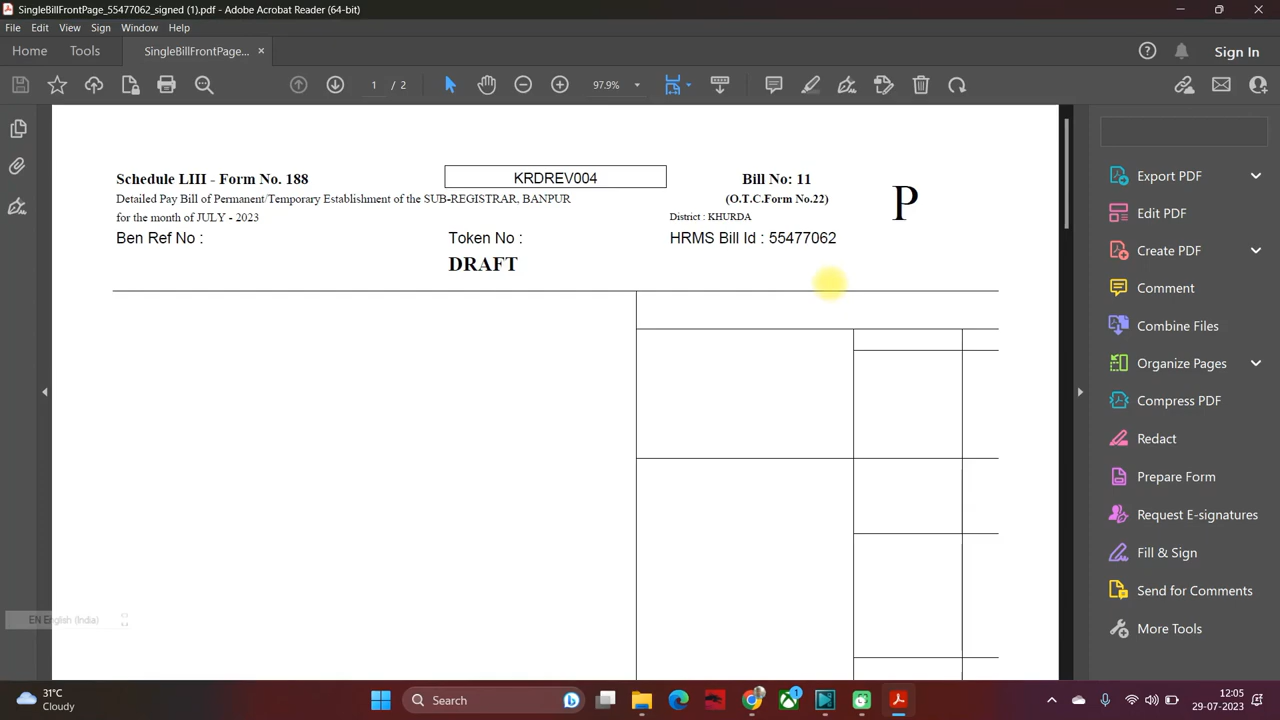 SingleBillFrontPage_55477062_signed (1).pdf - Adobe Acrobat Reader (64-bit)
File Edit View Sign Window Help
Home Tools SingleBillFrontPage... × Sign In
1 / 2 97.9%
Schedule LIII - Form No. 188 KRDREV004 Bill No: 11
Detailed Pay Bill of Permanent/Temporary Establishment of the SUB-REGISTRAR, BANPUR (O.T.C.Form No.22) P
for the month of JULY - 2023 District : KHURDA
Ben Ref No : Token No : HRMS Bill Id : 55477062
DRAFT
Export PDF
Edit PDF
Create PDF
Comment
Combine Files
Organize Pages
Compress PDF
Redact
Prepare Form
Request E-signatures
Fill & Sign
Send for Comments
More Tools
EN English (India)
31°C
Cloudy
Search
1
12:05
29-07-2023